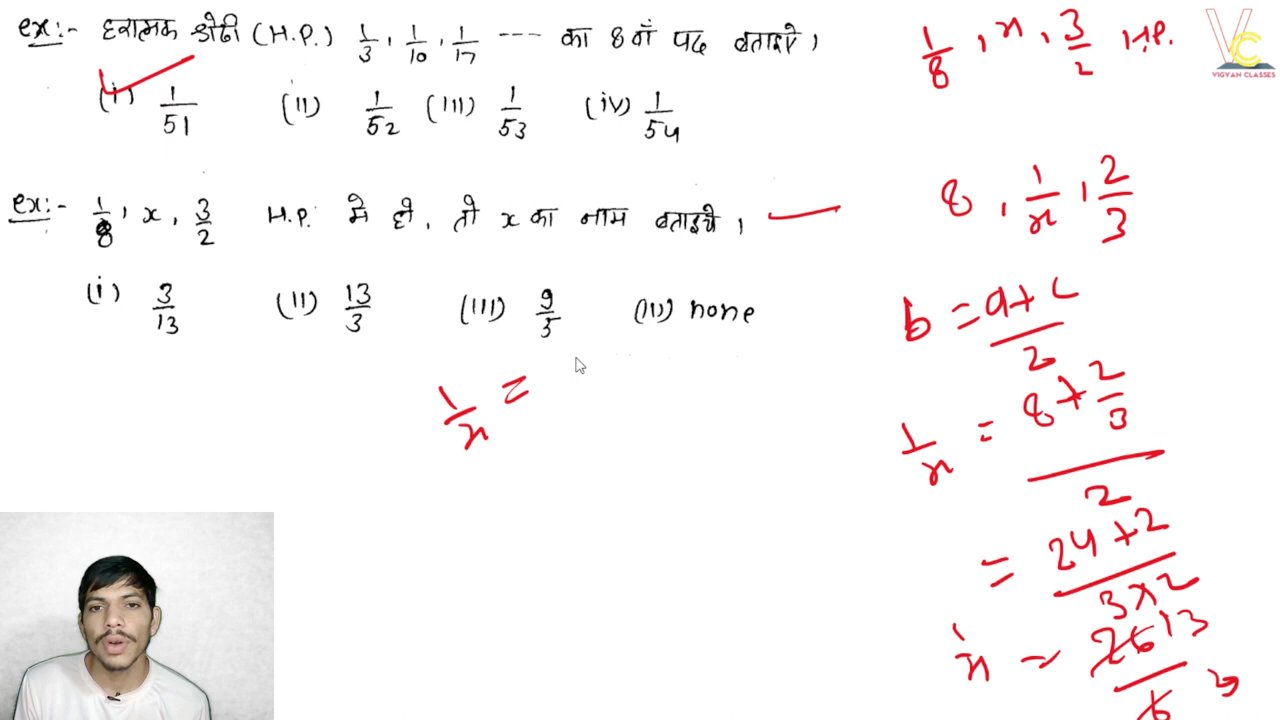 ex:- हरात्मक श्रेढी (H.P.) 1/3, 1/10, 1/17 --- का 8वाँ पद बताइये।
(i) 1/51 (ii) 1/52 (iii) 1/53 (iv) 1/54
ex:- 1/8, x, 3/2 H.P. मे हो, तो x का नाम बताइये।
(i) 3/13 (ii) 13/3 (iii) 9/5 (iv) none
1/x =
1/8, x, 3/2 H.P.
8, 1/x, 2/3
b = a+c/2
1/x = 8+2/3/2
= 24+2/3×2
1/x = 26 13/6 3
VC
VIGYAN CLASSES